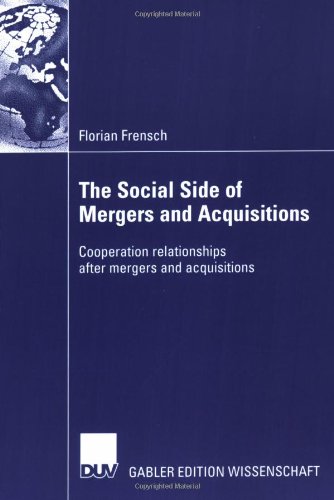 Florian Frensch
The Social Side of
Mergers and Acquisitions
Cooperation relationships
after mergers and acquisitions
DUV
GABLER EDITION WISSENSCHAFT